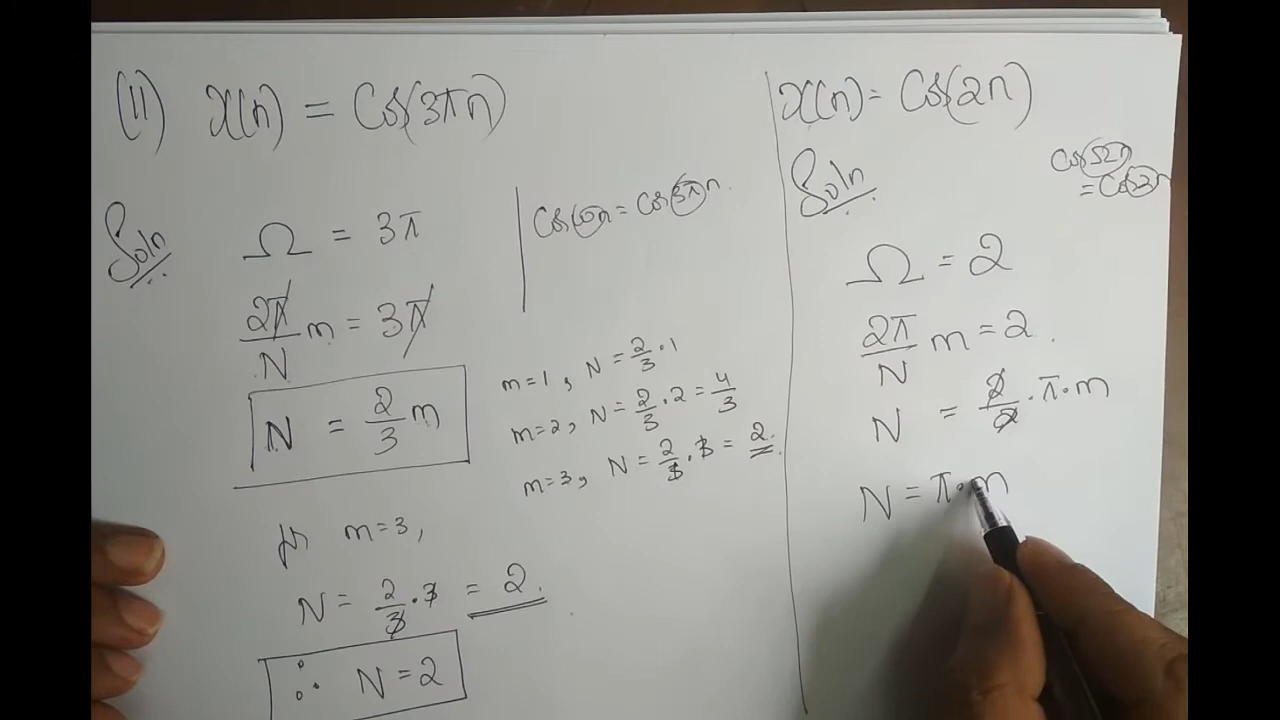 (11) x(n) = Cos(3πn)
Soln
Ω = 3π
Cos Ωn = Cos 3πn.
2π/N m = 3π
N = 2/3 m
m=1, N = 2/3 · 1
m=2, N = 2/3 · 2 = 4/3
m=3, N = 2/3 · 3 = 2.
for m=3,
N = 2/3 · 3 = 2.
∴ N = 2
x(n) = Cos(2n)
Soln
Cos Ωn
= Cos 2n
Ω = 2
2π/N m = 2.
N = 2/2 · π · m
N = π · m